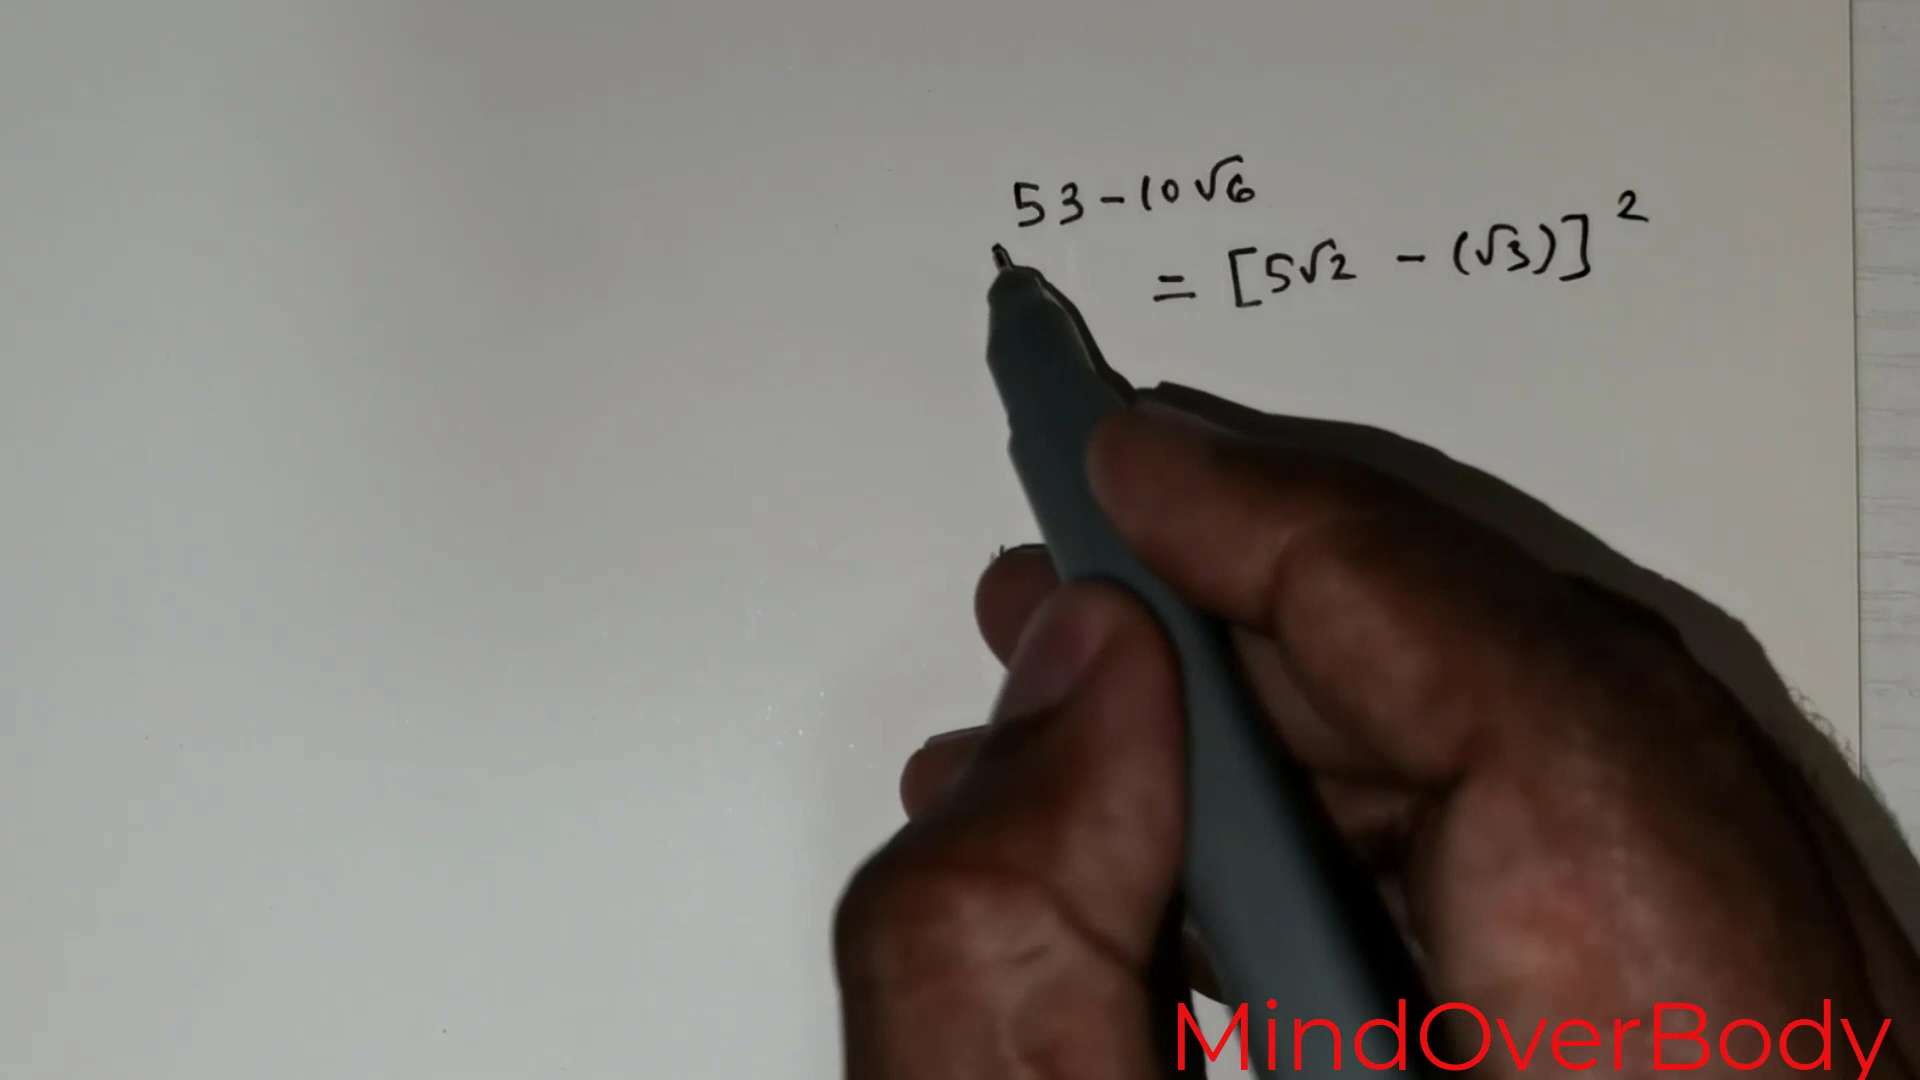 53-10√6
= [5√2 - (√3)]²
MindOverBody